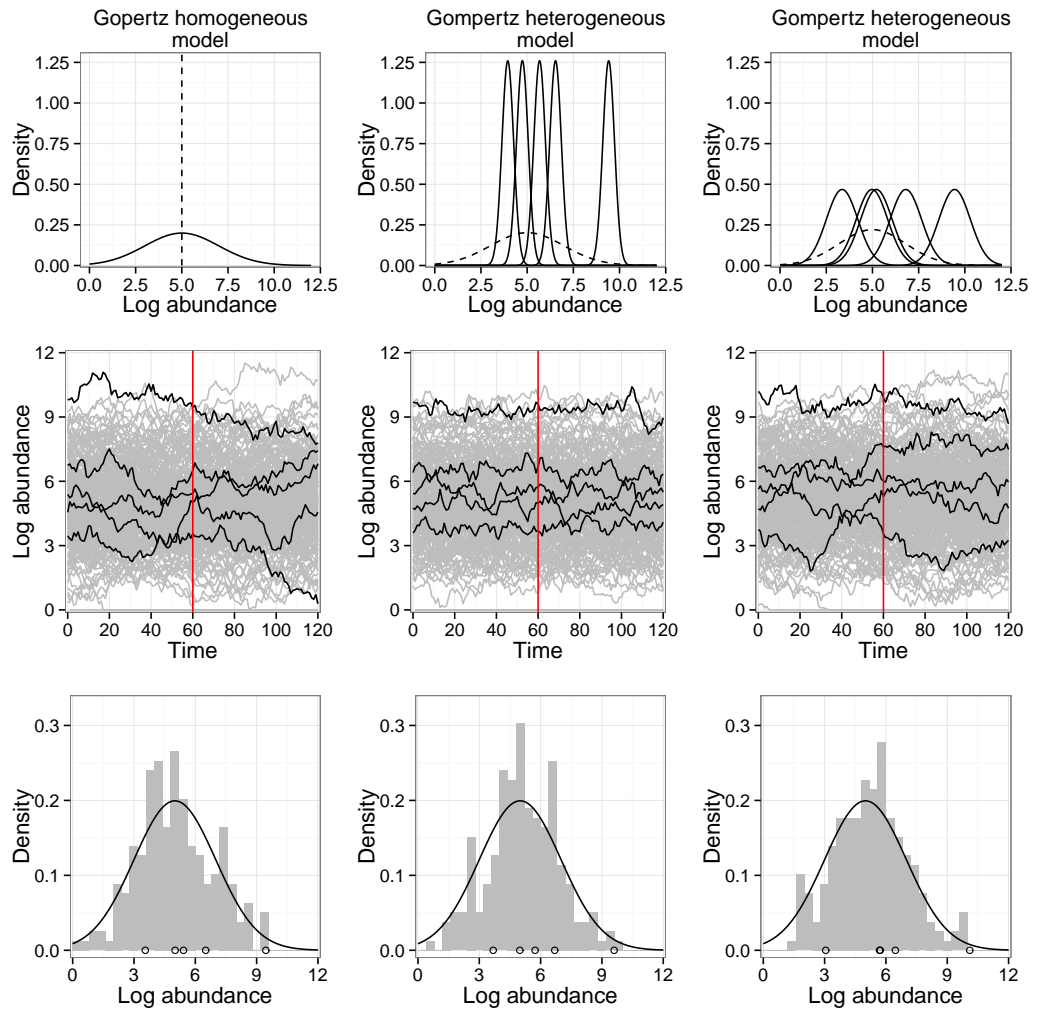 Gopertz homogeneous
model
Gompertz heterogeneous
model
Gompertz heterogeneous
model
Density
1.25
1.00
0.75
0.50
0.25
0.00
0.0 2.5 5.0 7.5 10.0 12.5
Log abundance
Density
1.25
1.00
0.75
0.50
0.25
0.00
0.0 2.5 5.0 7.5 10.0 12.5
Log abundance
Density
1.25
1.00
0.75
0.50
0.25
0.00
0.0 2.5 5.0 7.5 10.0 12.5
Log abundance
Log abundance
12
9
6
3
0
0 20 40 60 80 100 120
Time
Log abundance
12
9
6
3
0
0 20 40 60 80 100 120
Time
Log abundance
12
9
6
3
0
0 20 40 60 80 100 120
Time
Density
0.3
0.2
0.1
0.0
0 3 6 9 12
Log abundance
Density
0.3
0.2
0.1
0.0
0 3 6 9 12
Log abundance
Density
0.3
0.2
0.1
0.0
0 3 6 9 12
Log abundance